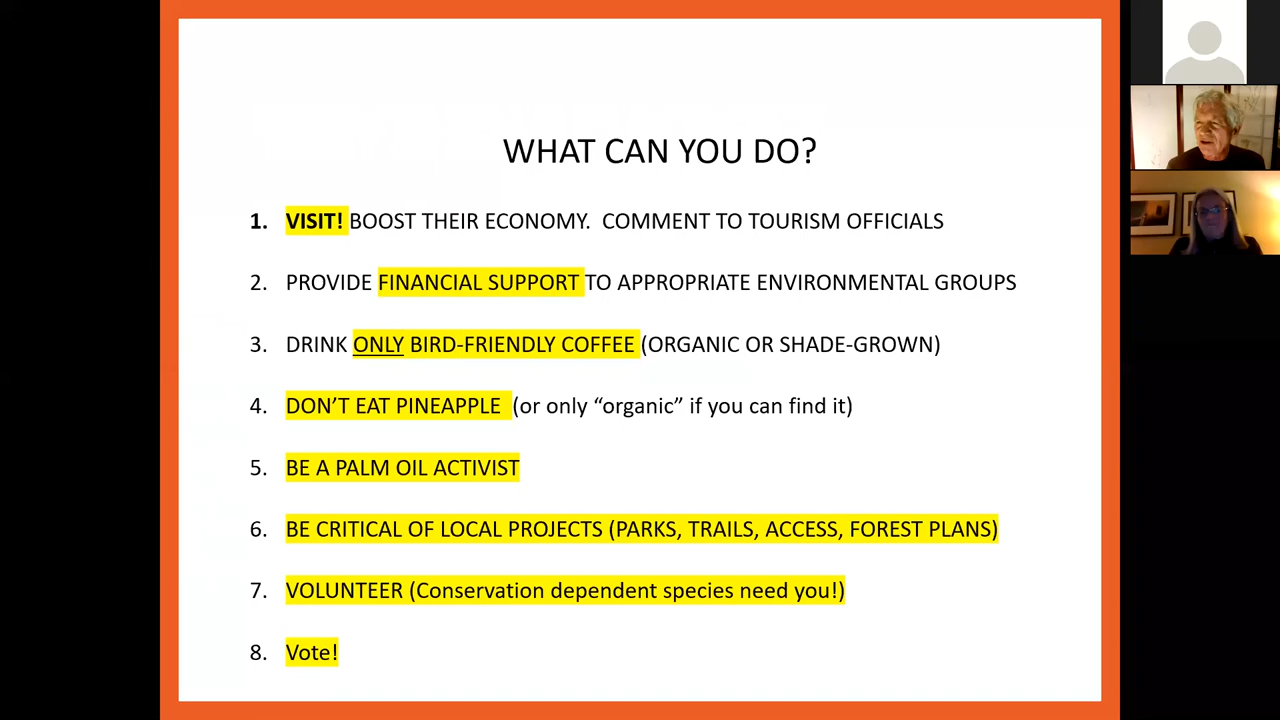 WHAT CAN YOU DO?
1. VISIT! BOOST THEIR ECONOMY. COMMENT TO TOURISM OFFICIALS
2. PROVIDE FINANCIAL SUPPORT TO APPROPRIATE ENVIRONMENTAL GROUPS
3. DRINK ONLY BIRD-FRIENDLY COFFEE (ORGANIC OR SHADE-GROWN)
4. DON’T EAT PINEAPPLE (or only “organic” if you can find it)
5. BE A PALM OIL ACTIVIST
6. BE CRITICAL OF LOCAL PROJECTS (PARKS, TRAILS, ACCESS, FOREST PLANS)
7. VOLUNTEER (Conservation dependent species need you!)
8. Vote!